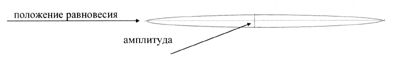 положение равновесия
амплитуда